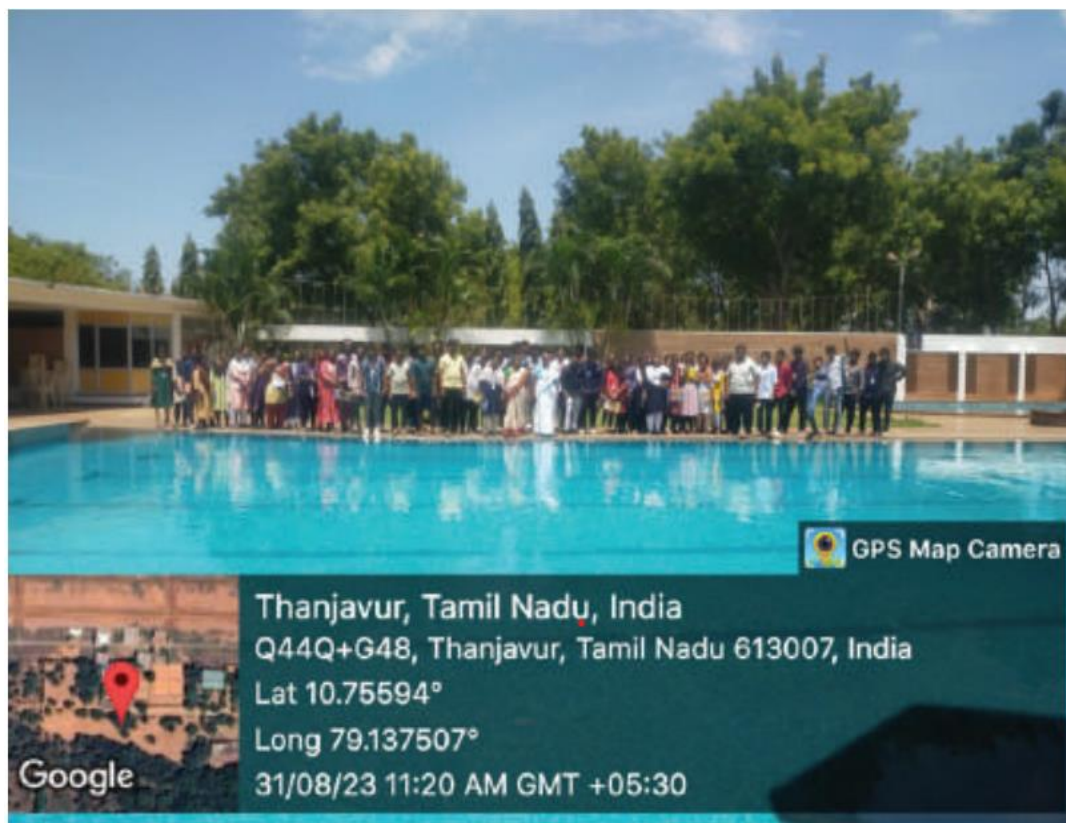 GPS Map Camera
Thanjavur, Tamil Nadu, India
Q44Q+G48, Thanjavur, Tamil Nadu 613007, India
Lat 10.75594°
Long 79.137507°
31/08/23 11:20 AM GMT +05:30
Google